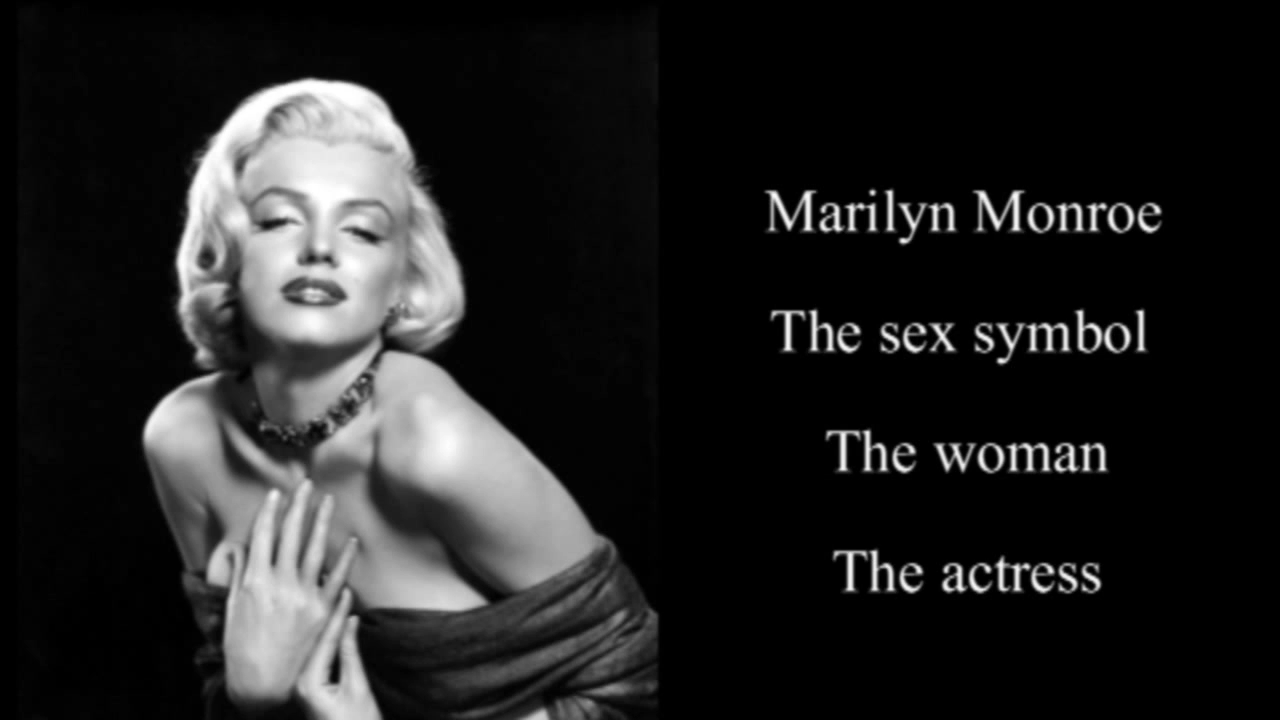 Marilyn Monroe
The sex symbol
The woman
The actress